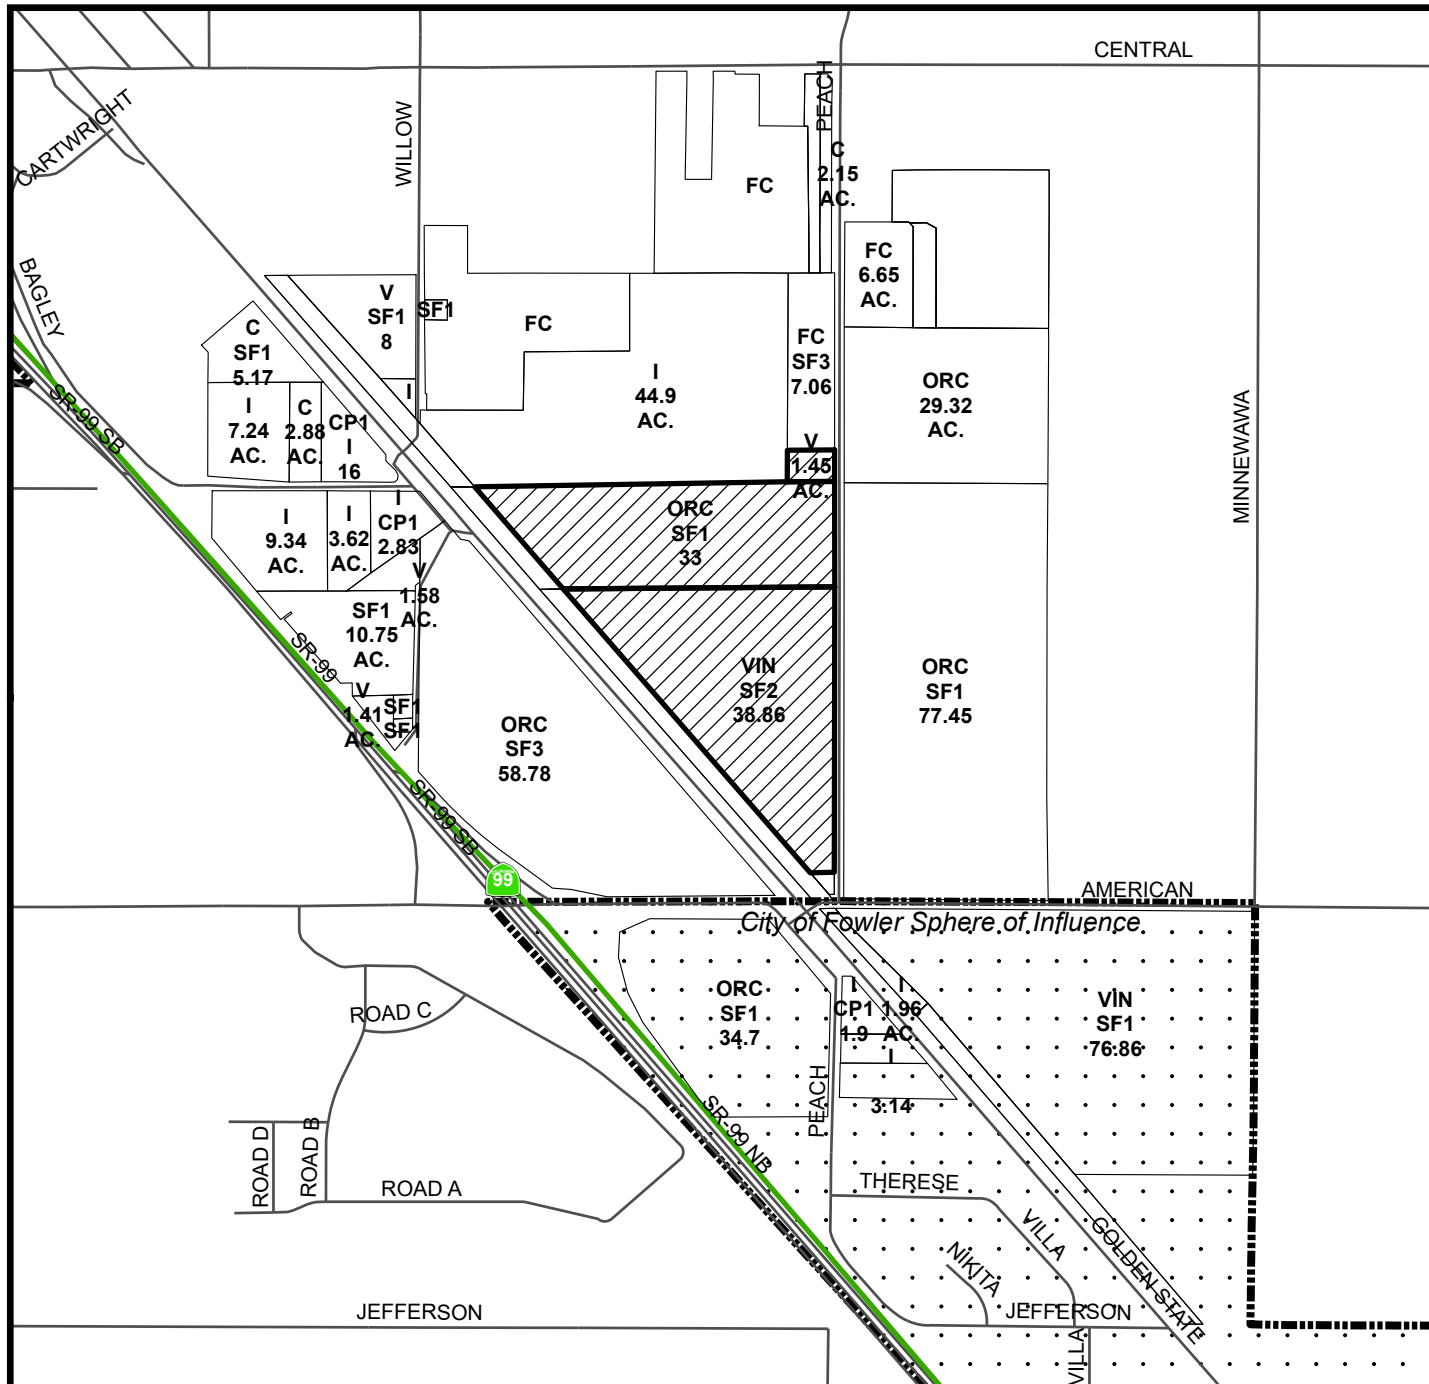 CENTRAL
PEACH
CARTWRIGHT
WILLOW
C
2.15
AC.
FC
BAGLEY
FC
6.65
AC.
V
SF1
8
SF1
FC
C
SF1
5.17
FC
SF3
7.06
I
I
44.9
AC.
ORC
29.32
AC.
MINNEWAWA
SR-99 SB
I
7.24
AC.
C
2.88
AC.
CP1
I
16
V
1.45
AC.
I
9.34
AC.
I
3.62
AC.
I
CP1
2.83
ORC
SF1
33
V
1.58
AC.
I
SF1
10.75
AC.
SR-99
V
1.41
AC.
SF1
SF1
ORC
SF3
58.78
VIN
SF2
38.86
ORC
SF1
77.45
SR-99 SB
99
AMERICAN
City of Fowler Sphere of Influence
ORC
SF1
34.7
I
CP1
1.9
I
1.96
AC.
I
3.14
VIN
SF1
76.86
ROAD C
PEACH
SR-99 NB
ROAD D
ROAD B
ROAD A
THERESE
VILLA
NIKITA
GOLDEN STATE
JEFFERSON
JEFFERSON
VILLA